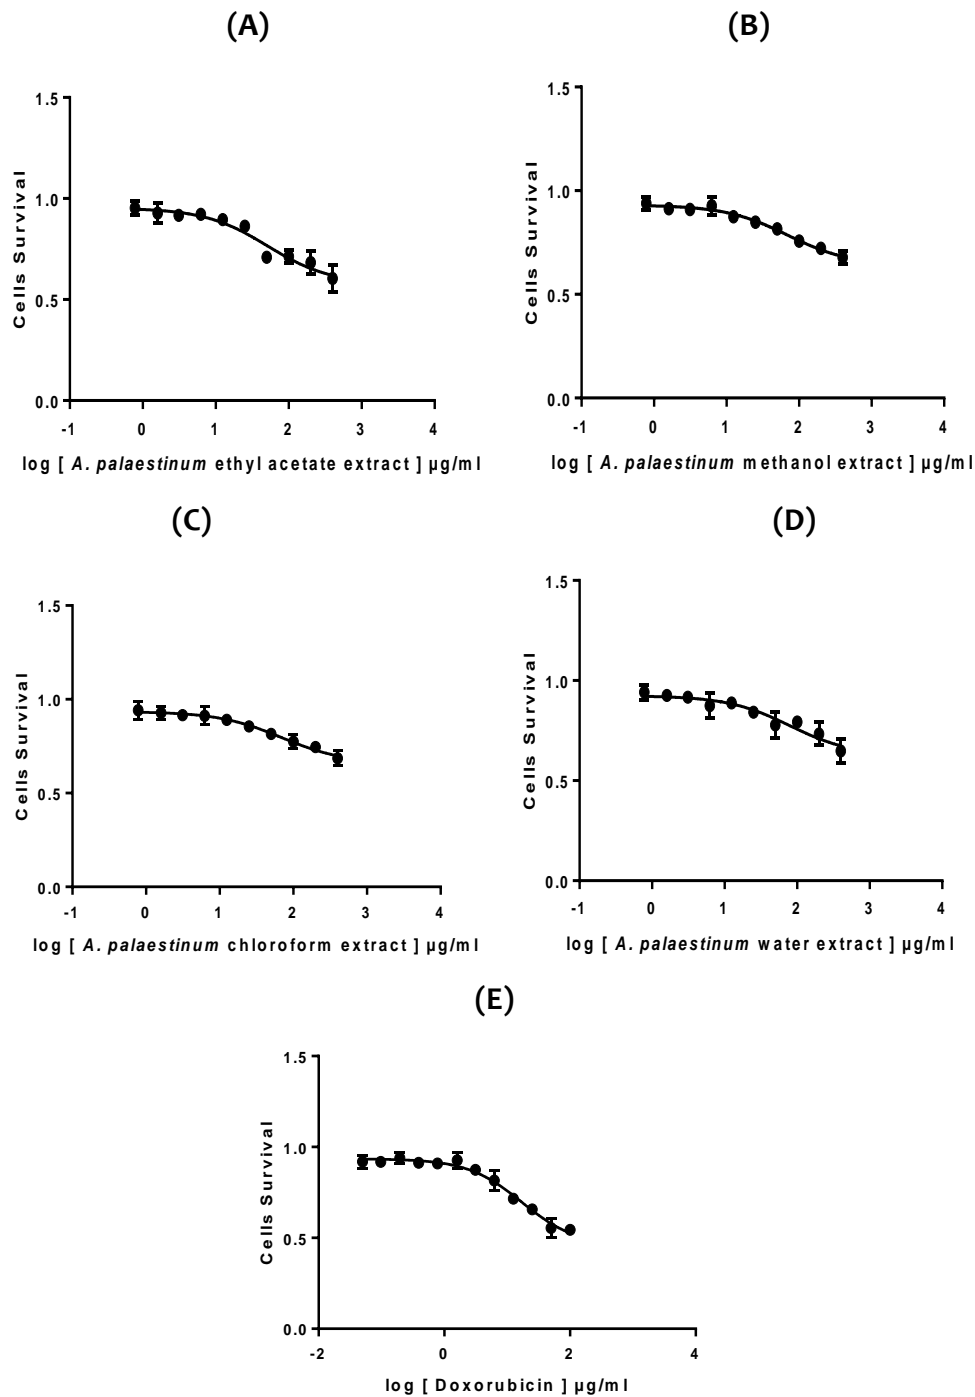 (A)
(B)
1.5
1.0
0.5
0.0
-1 0 1 2 3 4
Cells Survival
log [ A. palaestinum ethyl acetate extract ] µg/ml
1.5
1.0
0.5
0.0
-1 0 1 2 3 4
Cells Survival
log [ A. palaestinum methanol extract ] µg/ml
(C)
(D)
1.5
1.0
0.5
0.0
-1 0 1 2 3 4
Cells Survival
log [ A. palaestinum chloroform extract ] µg/ml
1.5
1.0
0.5
0.0
-1 0 1 2 3 4
Cells Survival
log [ A. palaestinum water extract ] µg/ml
(E)
1.5
1.0
0.5
0.0
-2 0 2 4
Cells Survival
log [ Doxorubicin ] µg/ml